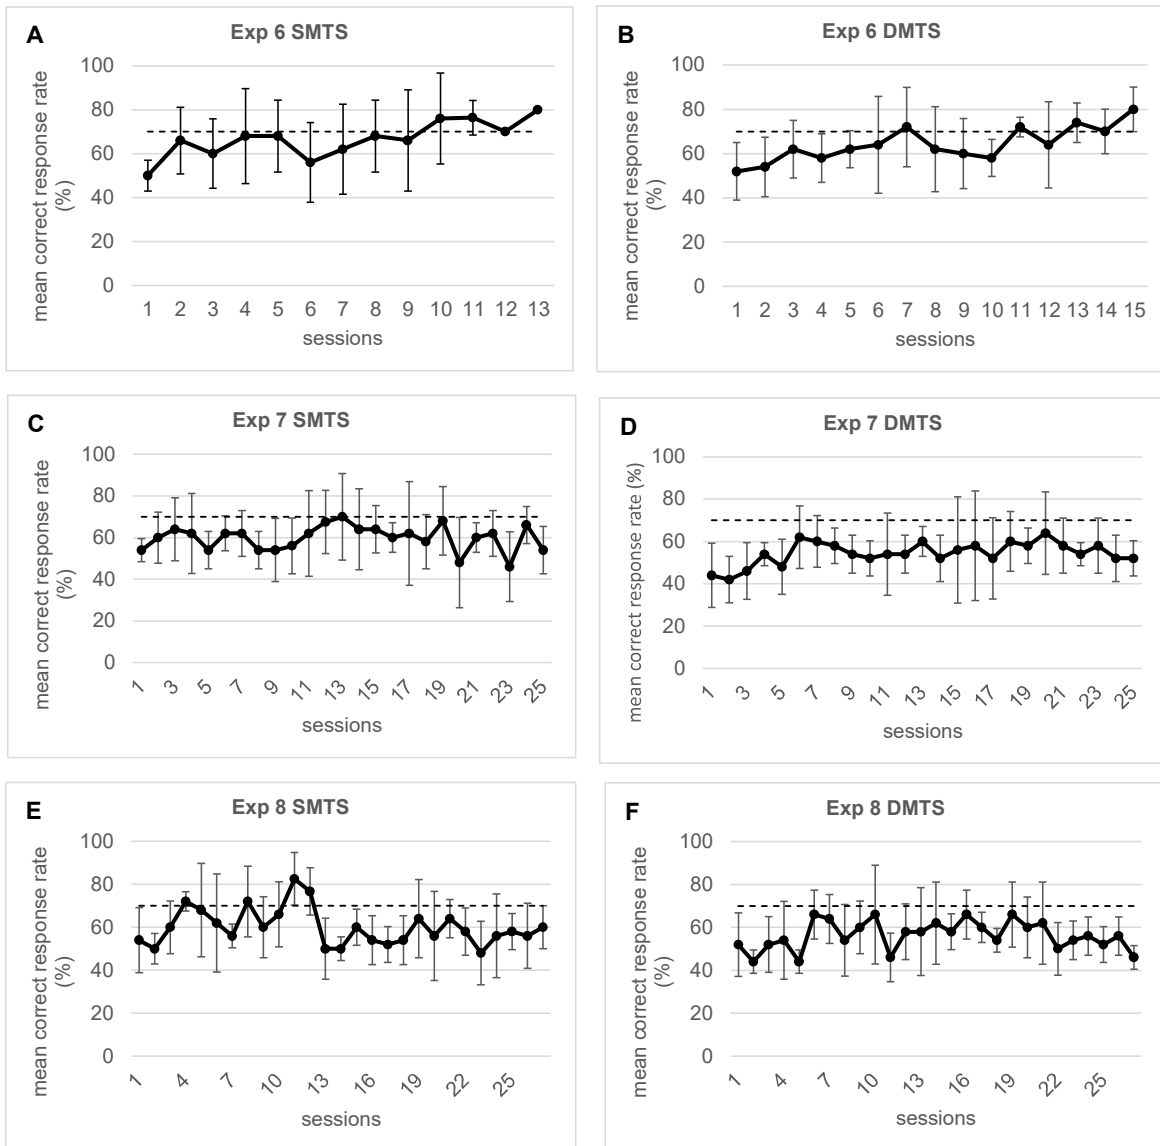 A
Exp 6 SMTS
mean correct response rate
(%)
100
80
60
40
20
0
1 2 3 4 5 6 7 8 9 10 11 12 13
sessions
B
Exp 6 DMTS
mean correct response rate
(%)
100
80
60
40
20
0
1 2 3 4 5 6 7 8 9 10 11 12 13 14 15
sessions
C
Exp 7 SMTS
mean correct response rate
(%)
100
80
60
40
20
0
1 3 5 7 9 11 13 15 17 19 21 23 25
sessions
D
Exp 7 DMTS
mean correct response rate (%)
100
80
60
40
20
0
1 3 5 7 9 11 13 15 17 19 21 23 25
sessions
E
Exp 8 SMTS
mean correct response rate
(%)
100
80
60
40
20
0
1 4 7 10 13 16 19 22 25
sessions
F
Exp 8 DMTS
mean correct response rate
(%)
100
80
60
40
20
0
1 4 7 10 13 16 19 22 25
sessions